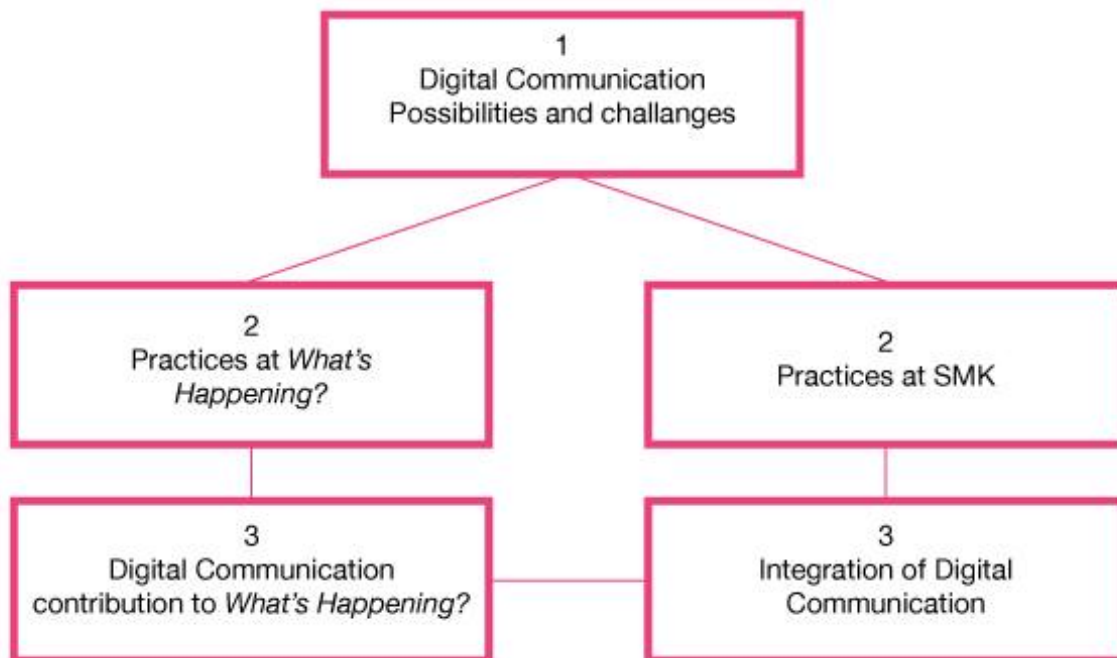 1
Digital Communication
Possibilities and challanges
2
Practices at What's
Happening?
2
Practices at SMK
3
Digital Communication
contribution to What's Happening?
3
Integration of Digital
Communication